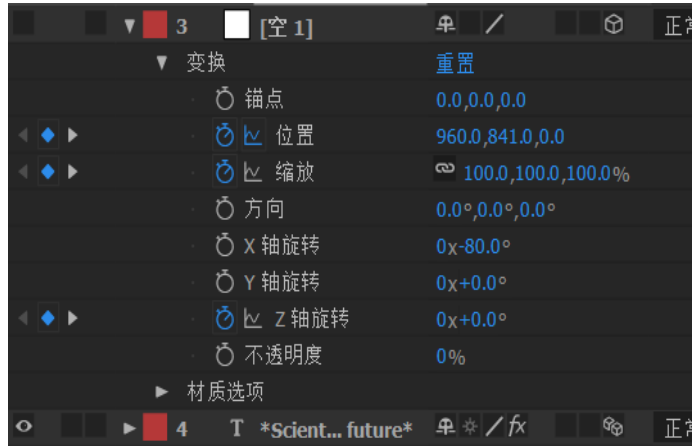 3 [空 1] 正常
变换 重置
锚点 0.0,0.0,0.0
位置 960.0,841.0,0.0
缩放 100.0,100.0,100.0%
方向 0.0°,0.0°,0.0°
X 轴旋转 0x-80.0°
Y 轴旋转 0x+0.0°
Z 轴旋转 0x+0.0°
不透明度 0%
材质选项
4 T *Scient... future* fx 正常